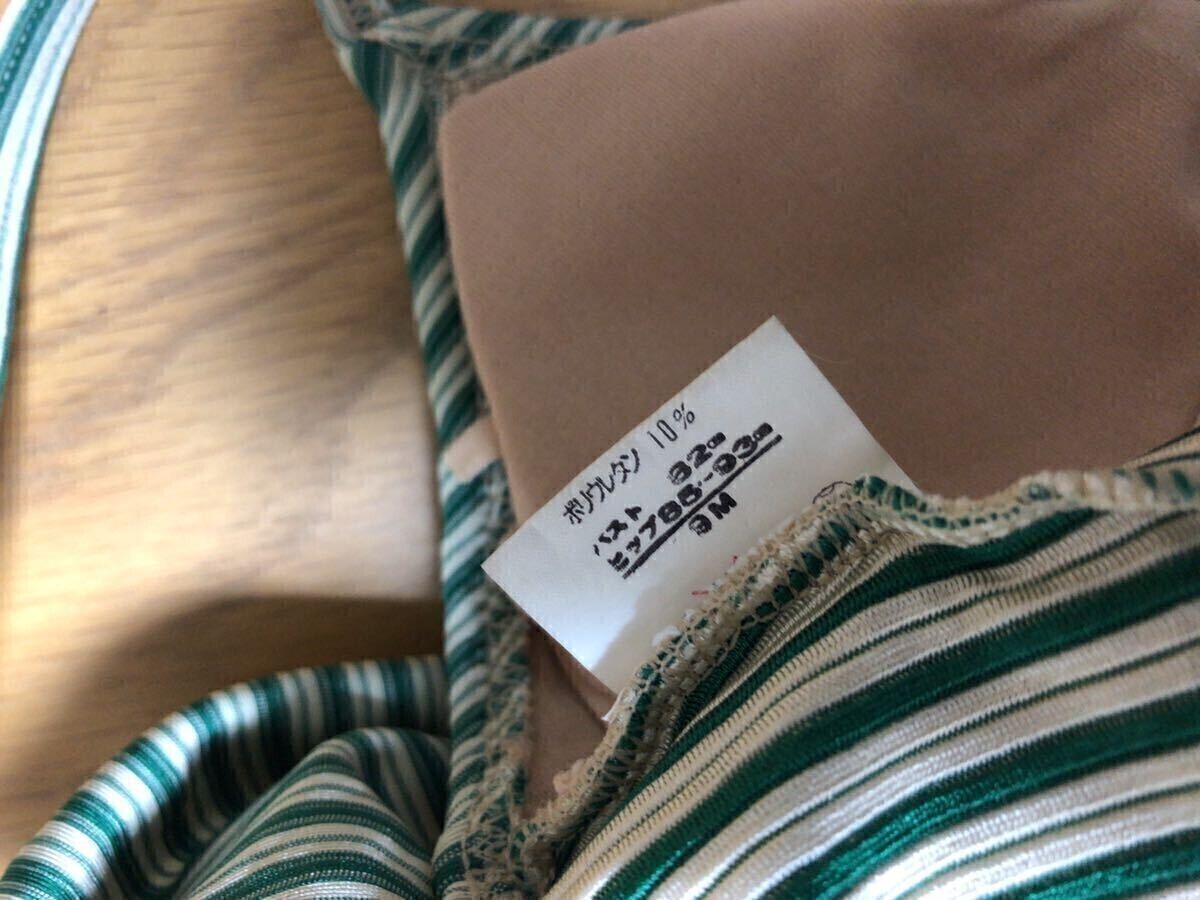 ポリウレタン 10%
バスト 82㎝
ヒップ85~93㎝
9M